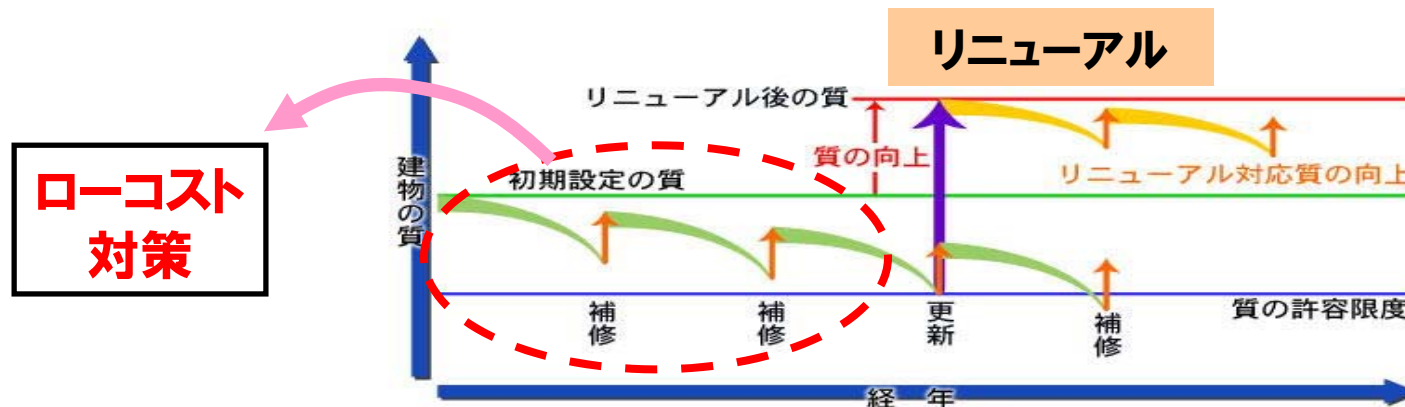 リニューアル
リニューアル後の質
質の向上
リニューアル対応質の向上
ローコスト
対策
建物の質
初期設定の質
質の許容限度
補修
補修
更新
補修
経 年